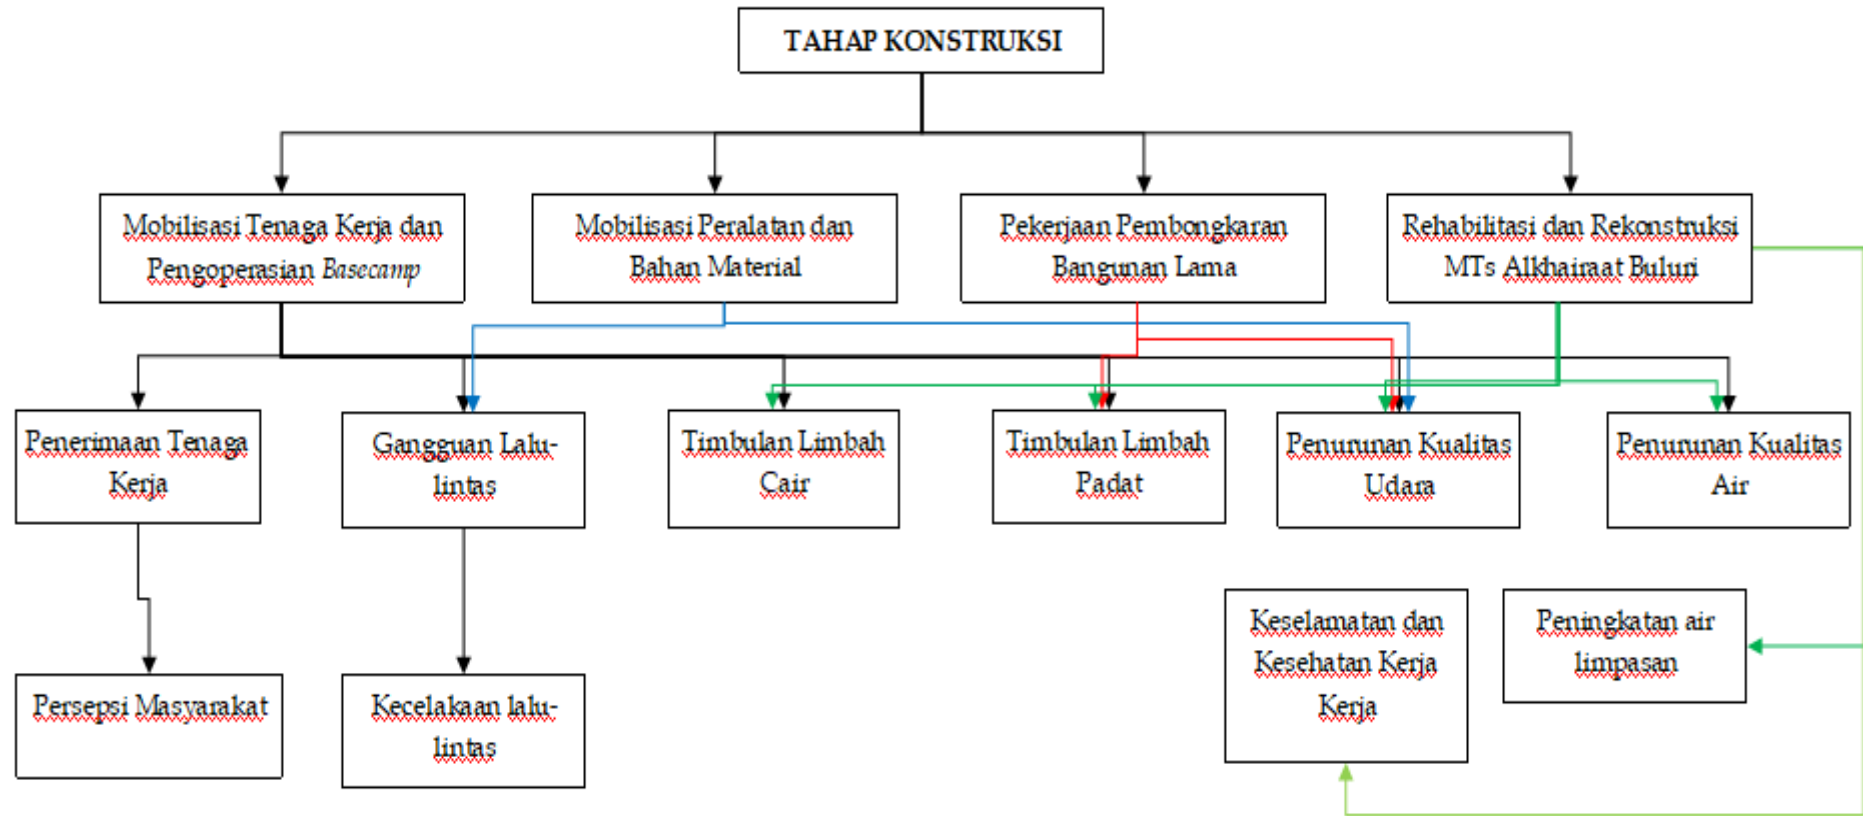 TAHAP KONSTRUKSI
Mobilisasi Tenaga Kerja dan
Pengoperasian Basecamp
Mobilisasi Peralatan dan
Bahan Material
Pekerjaan Pembongkaran
Bangunan Lama
Rehabilitasi dan Rekonstruksi
MTs Alkhairaat Buluri
Penerimaan Tenaga
Kerja
Gangguan Lalu-
lintas
Timbulan Limbah
Cair
Timbulan Limbah
Padat
Penurunan Kualitas
Udara
Penurunan Kualitas
Air
Keselamatan dan
Kesehatan Kerja
Kerja
Peningkatan air
limpasan
Persepsi Masyarakat
Kecelakaan lalu-
lintas